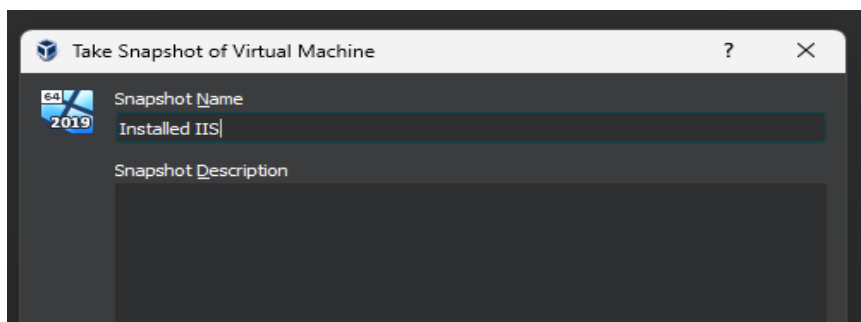 Take Snapshot of Virtual Machine
?
64
2019
Snapshot Name
Installed IIS
Snapshot Description